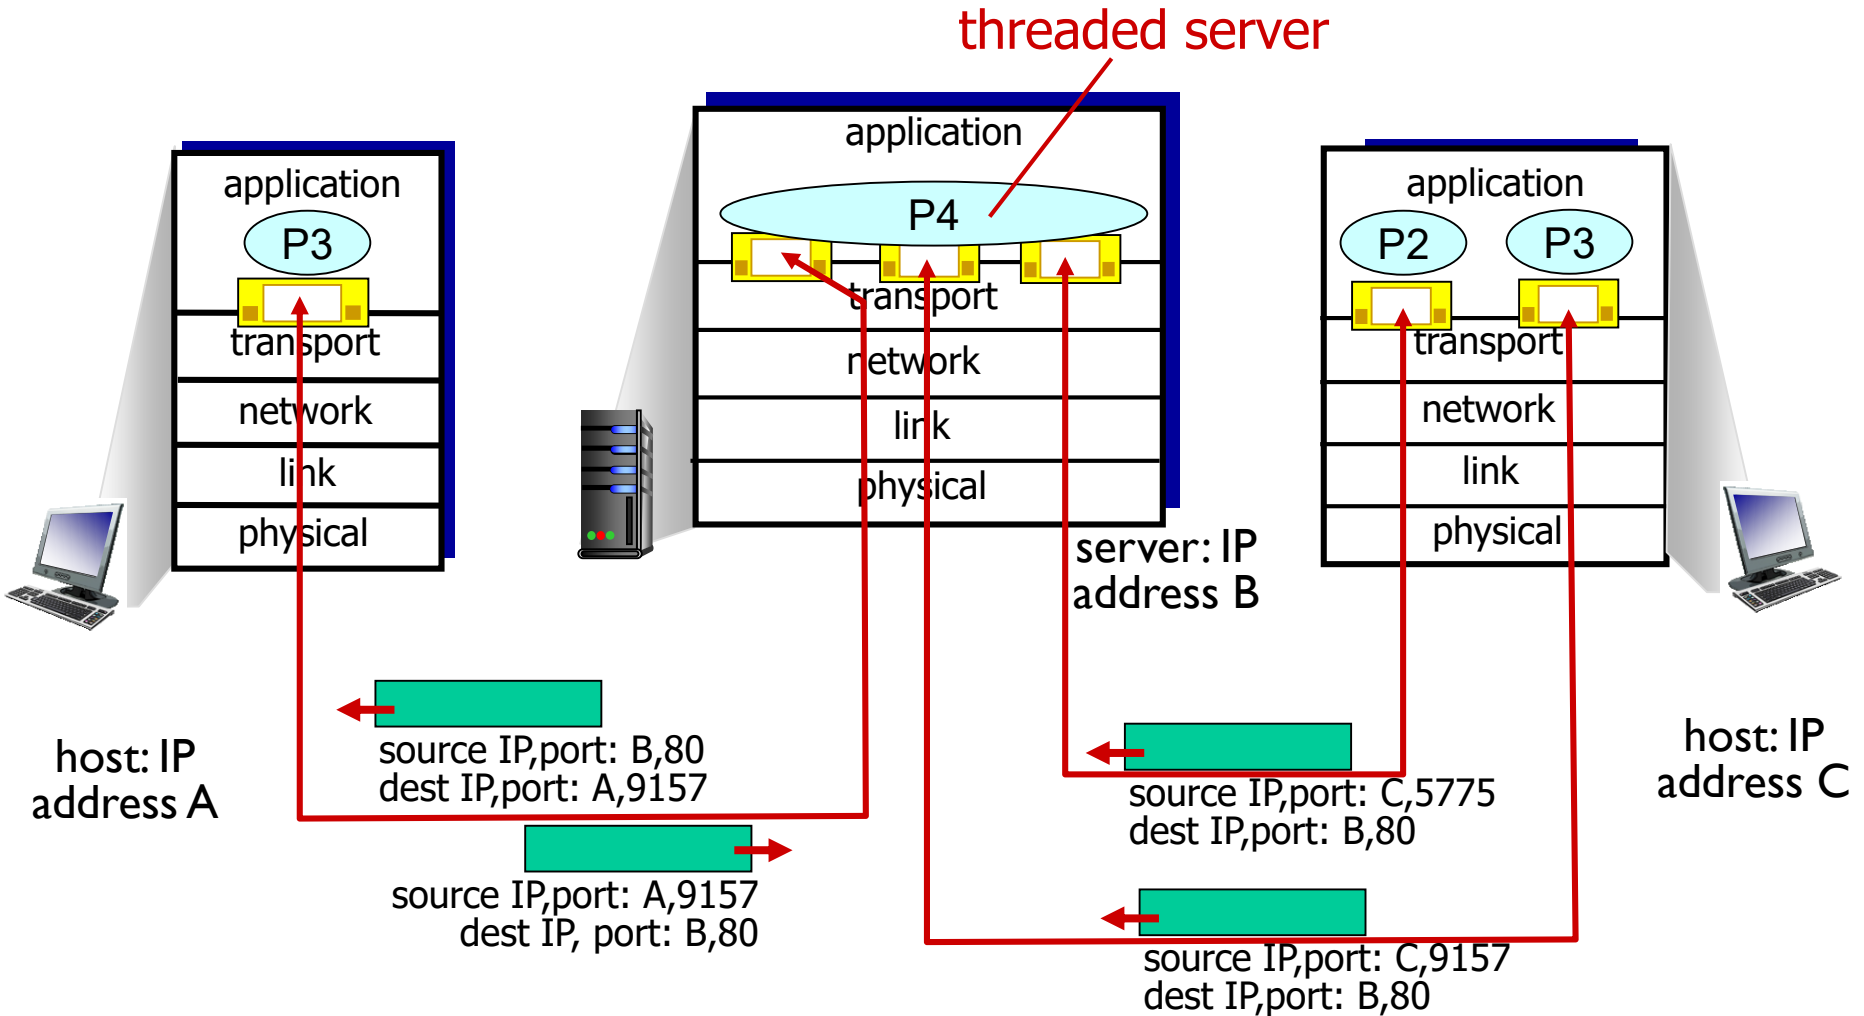 threaded server
application
P3
transport
network
link
physical
host: IP
address A
application
P4
transport
network
link
physical
server: IP
address B
application
P2
P3
transport
network
link
physical
host: IP
address C
source IP,port: B,80
dest IP,port: A,9157
source IP,port: A,9157
dest IP, port: B,80
source IP,port: C,5775
dest IP,port: B,80
source IP,port: C,9157
dest IP,port: B,80